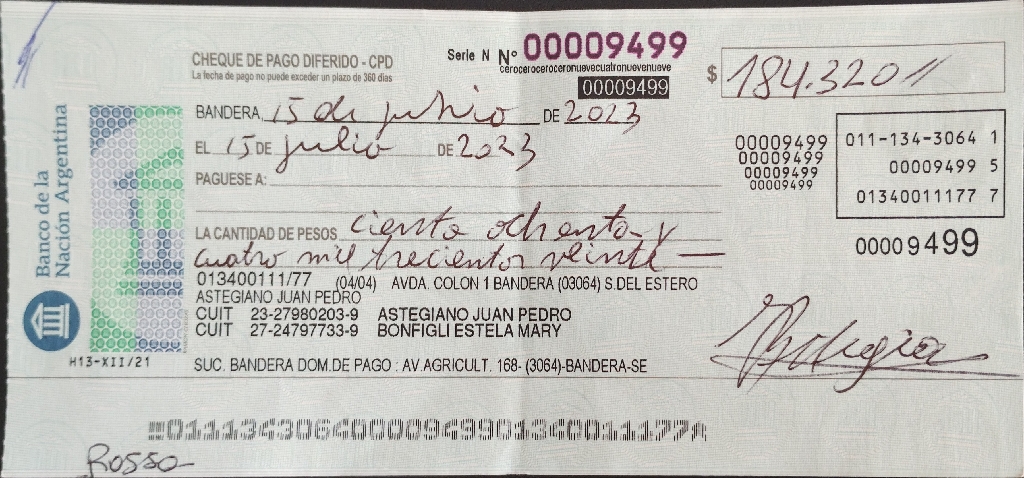 CHEQUE DE PAGO DIFERIDO - CPD
La fecha de pago no puede exceder un plazo de 360 días
Serie N Nº 00009499
ceroceroceroceronuevecuatronuevenueve
00009499
$ 184.320 //
BANDERA, 15 de junio DE 2023
EL 15 DE julio DE 2023
PAGUESE A:
LA CANTIDAD DE PESOS ciento ochenta y
cuatro mil trecientos veinte —
00009499
00009499
00009499
00009499
011-134-3064 1
00009499 5
01340011177 7
00009499
013400111/77 (04/04) AVDA. COLON 1 BANDERA (03064) S.DEL ESTERO
ASTEGIANO JUAN PEDRO
CUIT 23-27980203-9 ASTEGIANO JUAN PEDRO
CUIT 27-24797733-9 BONFIGLI ESTELA MARY
SUC. BANDERA DOM.DE PAGO : AV.AGRICULT. 168- (3064)-BANDERA-SE
Banco de la
Nación Argentina
H13-XII/21
01113430640000949901340011177
Rosso